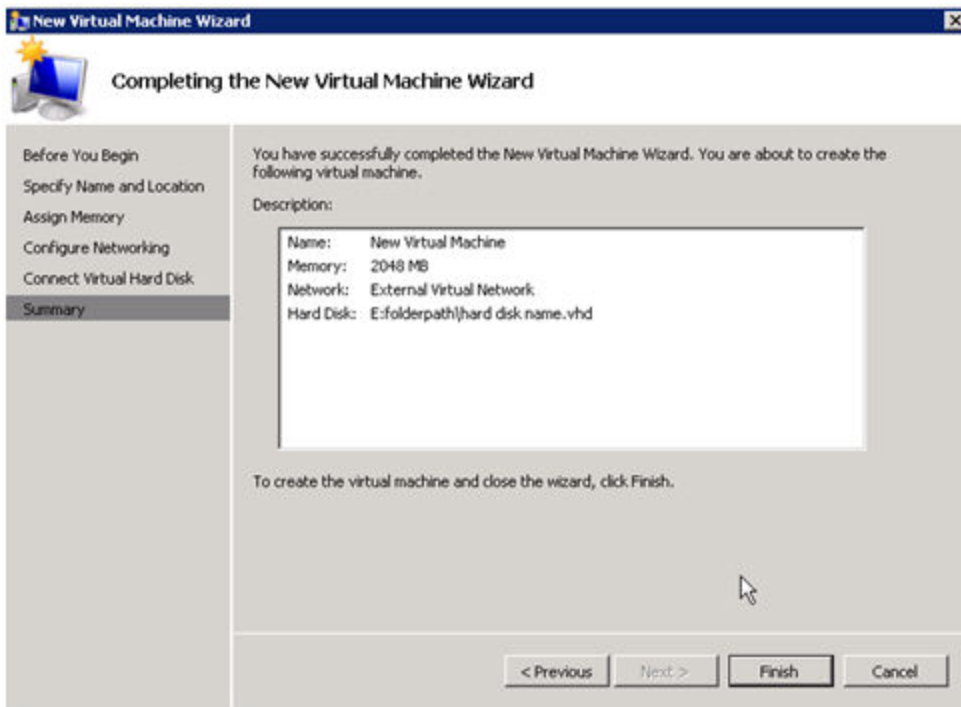 New Virtual Machine Wizard
Completing the New Virtual Machine Wizard
Before You Begin
Specify Name and Location
Assign Memory
Configure Networking
Connect Virtual Hard Disk
Summary
You have successfully completed the New Virtual Machine Wizard. You are about to create the
following virtual machine.
Description:
Name: New Virtual Machine
Memory: 2048 MB
Network: External Virtual Network
Hard Disk: E:folderpath\hard disk name.vhd
To create the virtual machine and close the wizard, click Finish.
< Previous Next > Finish Cancel